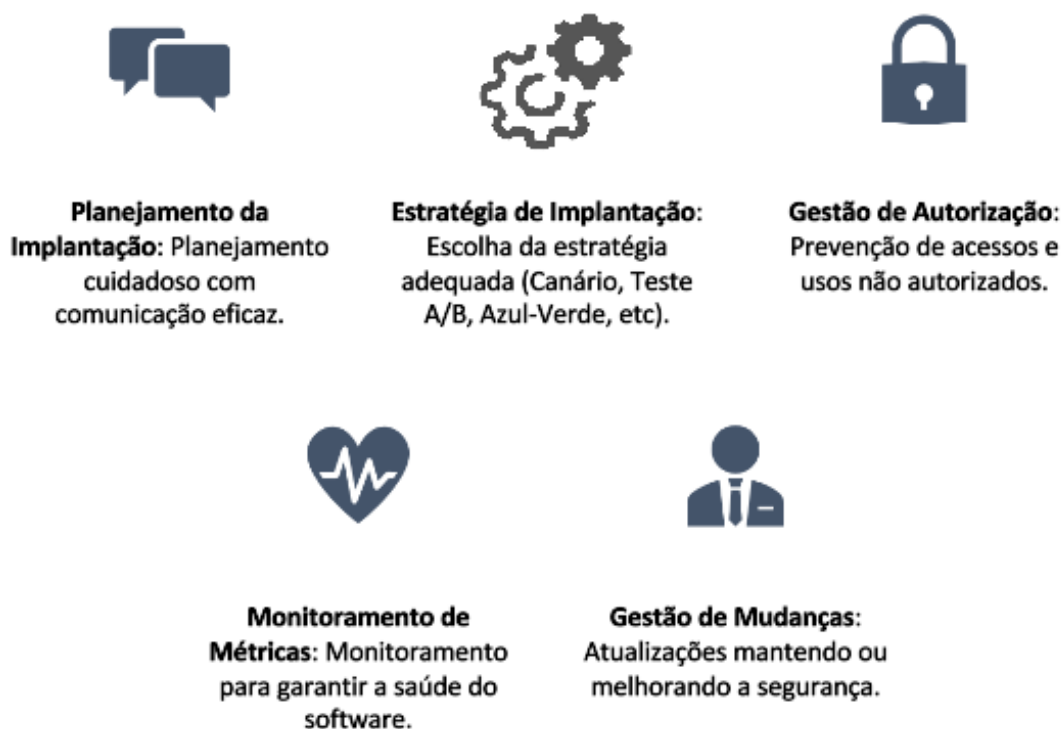 Planejamento da
Implantação: Planejamento
cuidadoso com
comunicação eficaz.
Estratégia de Implantação:
Escolha da estratégia
adequada (Canário, Teste
A/B, Azul-Verde, etc).
Gestão de Autorização:
Prevenção de acessos e
usos não autorizados.
Monitoramento de
Métricas: Monitoramento
para garantir a saúde do
software.
Gestão de Mudanças:
Atualizações mantendo ou
melhorando a segurança.